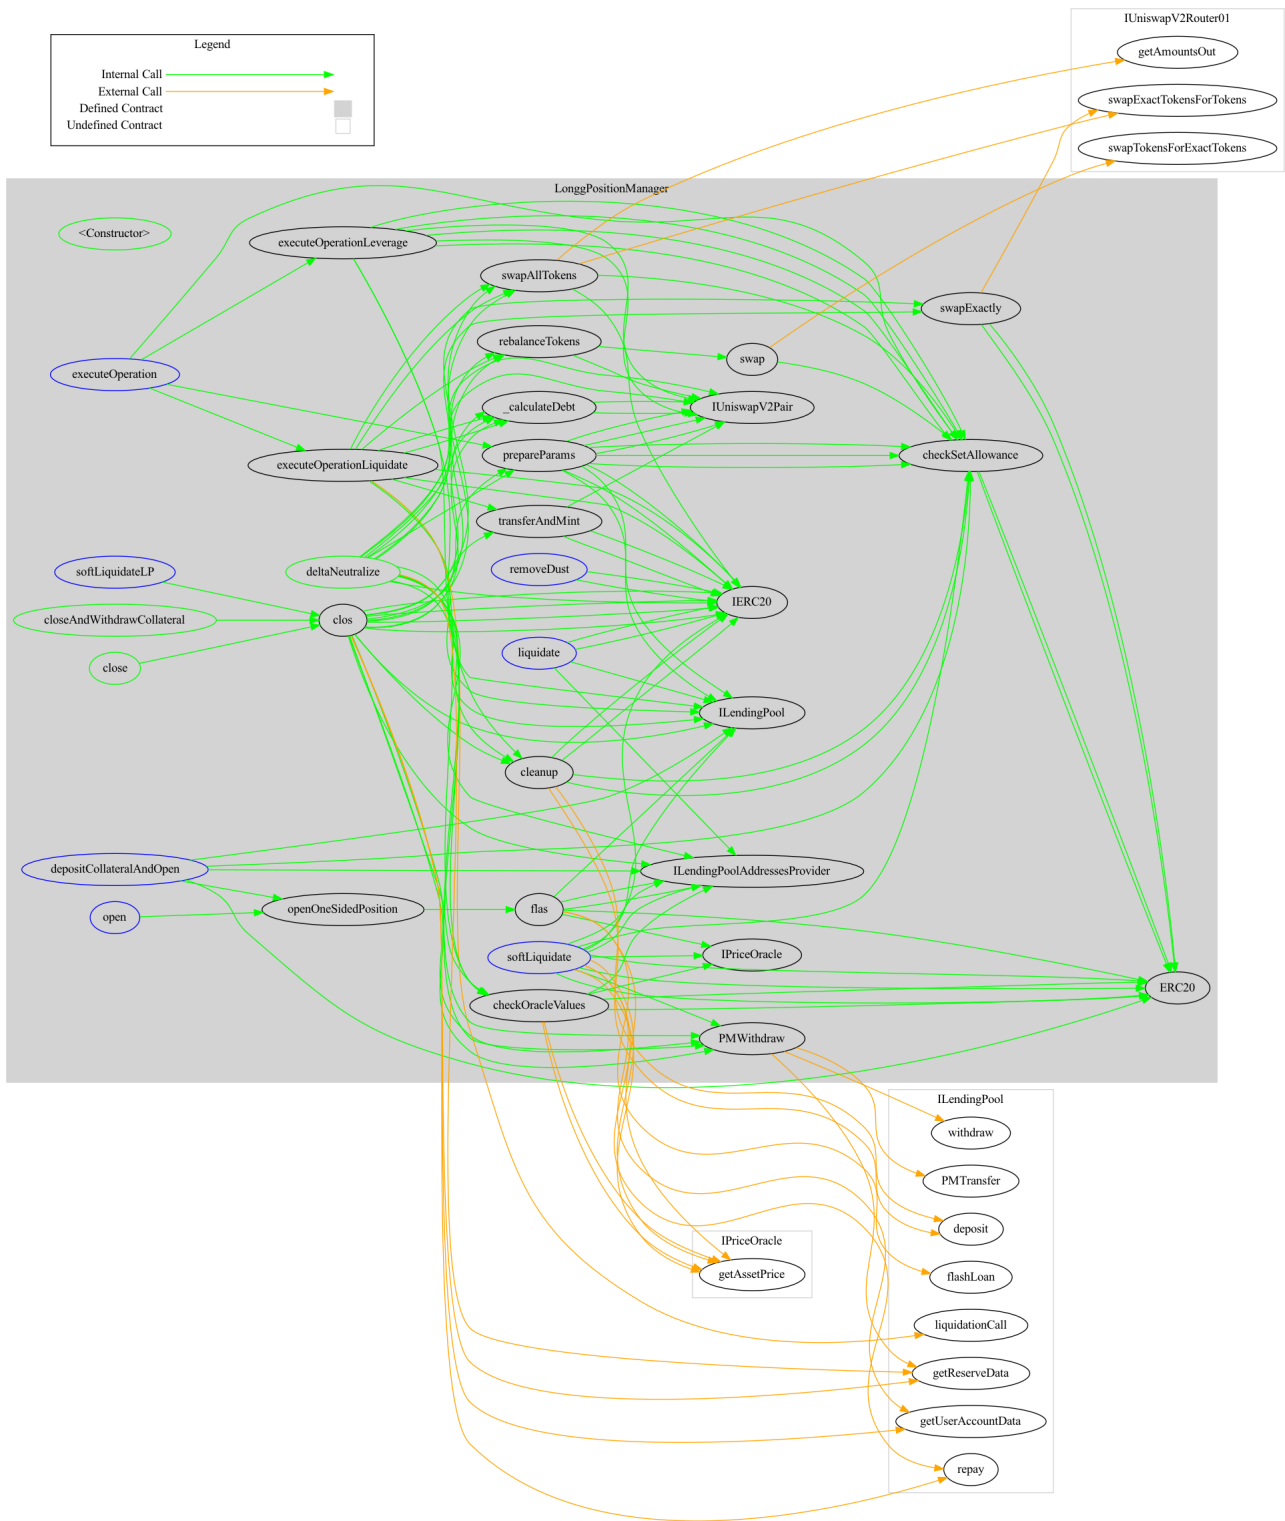 IUniswapV2Router01
getAmountsOut
swapExactTokensForTokens
swapTokensForExactTokens
Legend
Internal Call
External Call
Defined Contract
Undefined Contract
LonggPositionManager
<Constructor>
executeOperationLeverage
swapAllTokens
swapExactly
rebalanceTokens
swap
executeOperation
_calculateDebt
IUniswapV2Pair
executeOperationLiquidate
prepareParams
checkSetAllowance
transferAndMint
softLiquidateLP
deltaNeutralize
removeDust
closeAndWithdrawCollateral
clos
IERC20
close
liquidate
ILendingPool
cleanup
depositCollateralAndOpen
ILendingPoolAddressesProvider
open
openOneSidedPosition
flas
softLiquidate
IPriceOracle
ERC20
checkOracleValues
PMWithdraw
ILendingPool
withdraw
PMTransfer
deposit
IPriceOracle
getAssetPrice
flashLoan
liquidationCall
getReserveData
getUserAccountData
repay